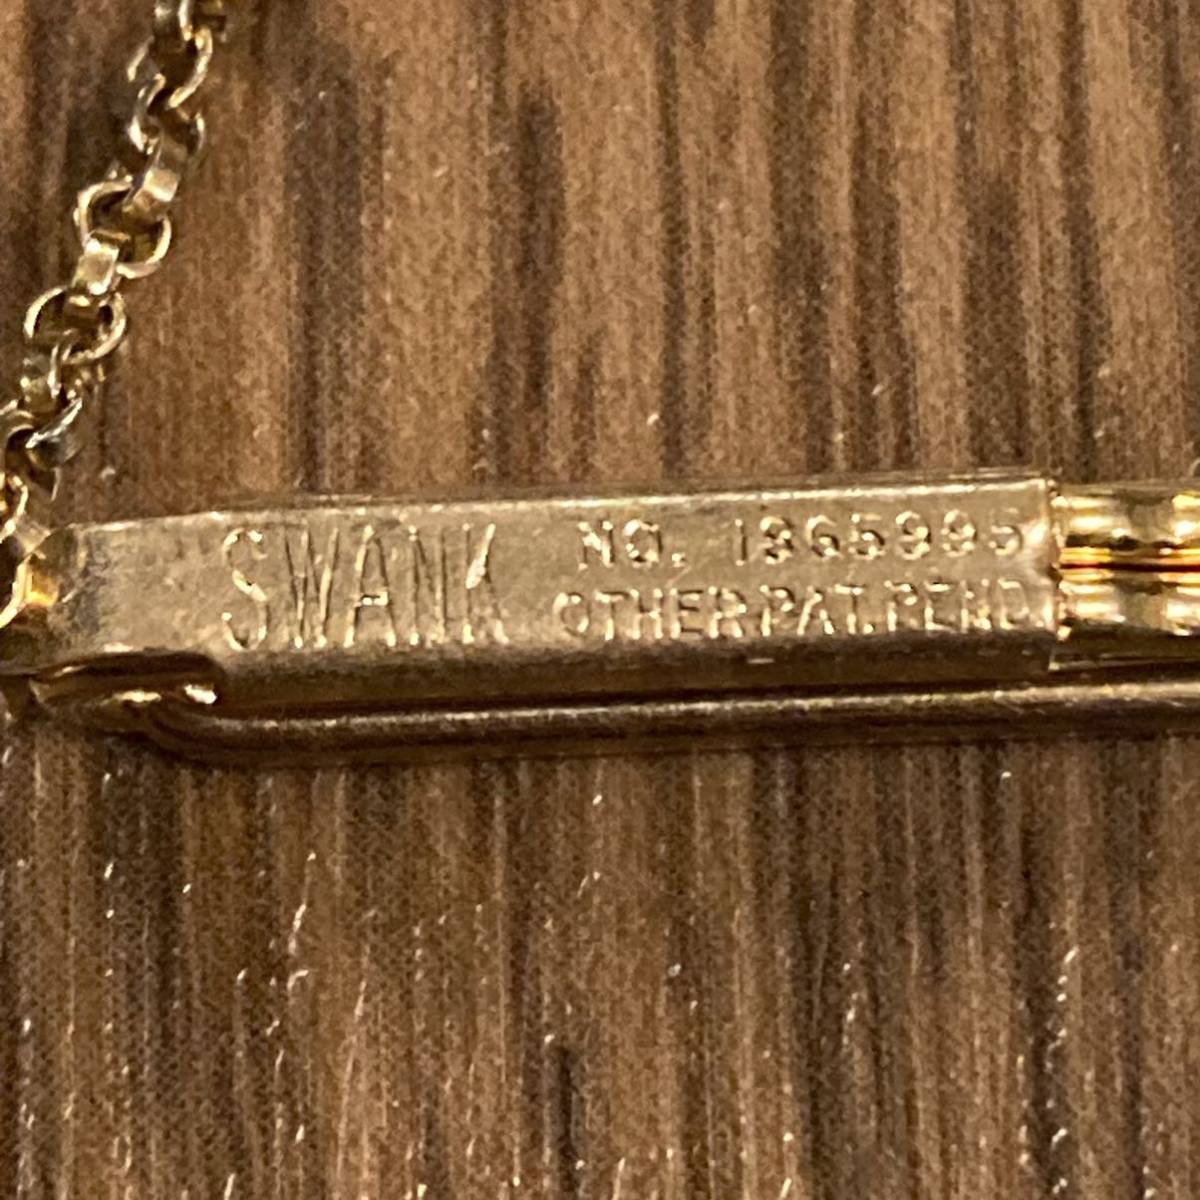 SWANK NO. 1865995
OTHER PAT. PEND.